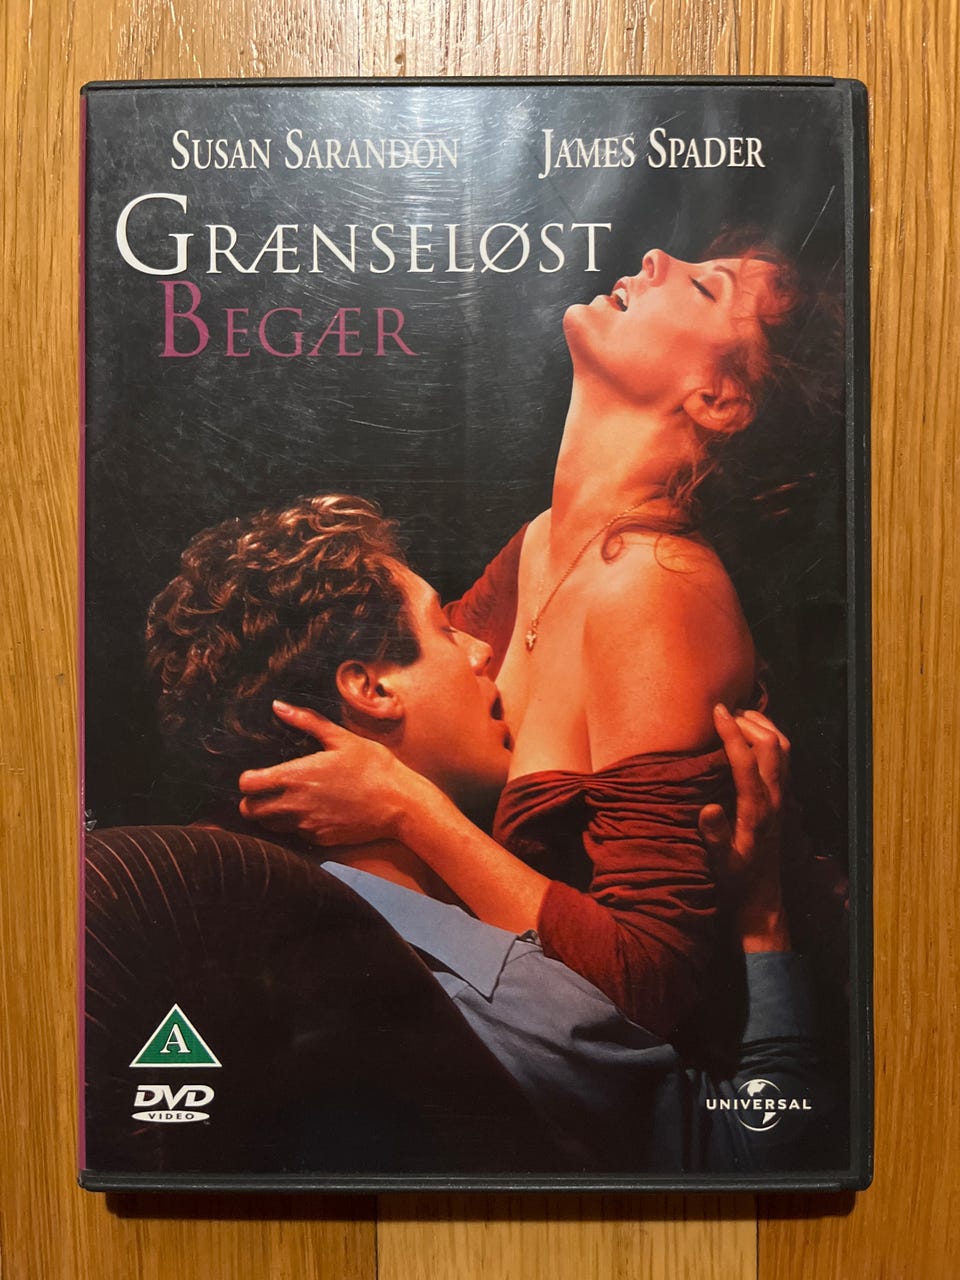 SUSAN SARANDON JAMES SPADER
GRÆNSELØST
BEGÆR
A
DVD
VIDEO
UNIVERSAL